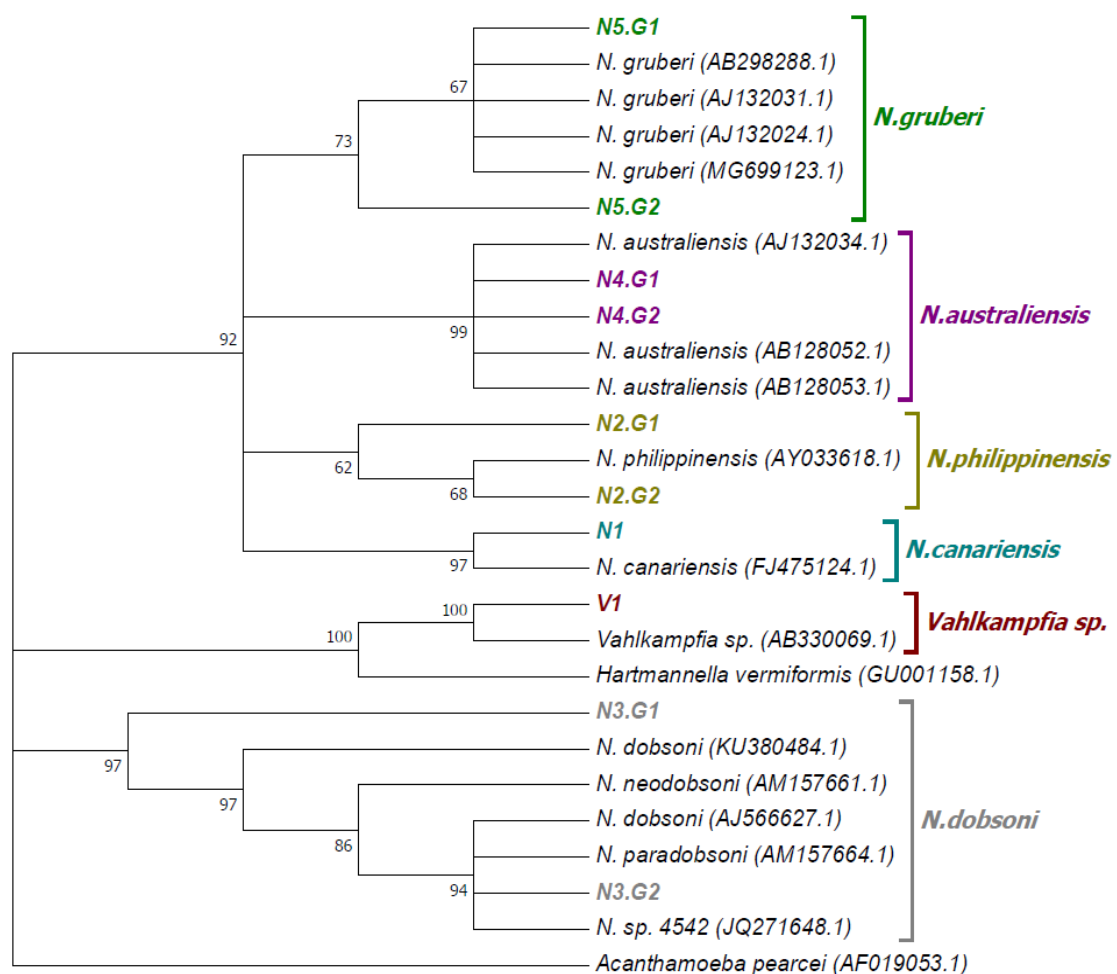 N5.G1
N. gruberi (AB298288.1)
67
N. gruberi (AJ132031.1)
N.gruberi
N. gruberi (AJ132024.1)
73
N. gruberi (MG699123.1)
N5.G2
N. australiensis (AJ132034.1)
N4.G1
N4.G2
N.australiensis
99
92
N. australiensis (AB128052.1)
N. australiensis (AB128053.1)
N2.G1
N. philippinensis (AY033618.1)
N.philippinensis
62
68
N2.G2
N1
N.canariensis
97
N. canariensis (FJ475124.1)
V1
100
Vahlkampfia sp.
100
Vahlkampfia sp. (AB330069.1)
Hartmannella vermiformis (GU001158.1)
N3.G1
N. dobsoni (KU380484.1)
97
N. neodobsoni (AM157661.1)
97
N. dobsoni (AJ566627.1)
N.dobsoni
86
N. paradobsoni (AM157664.1)
94
N3.G2
N. sp. 4542 (JQ271648.1)
Acanthamoeba pearcei (AF019053.1)